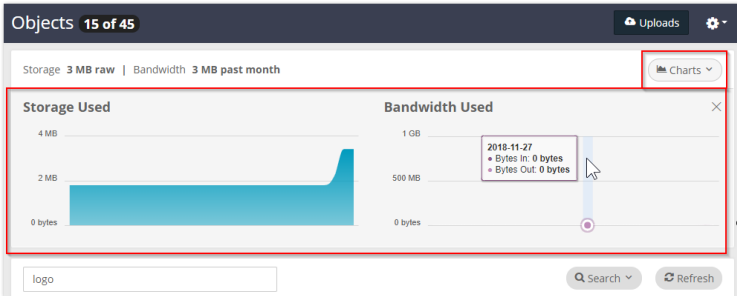 Objects 15 of 45 Uploads
Storage 3 MB raw | Bandwidth 3 MB past month Charts
Storage Used Bandwidth Used
4 MB
2 MB
0 bytes
1 GB
500 MB
0 bytes
2018-11-27
• Bytes In: 0 bytes
• Bytes Out: 0 bytes
logo Search Refresh